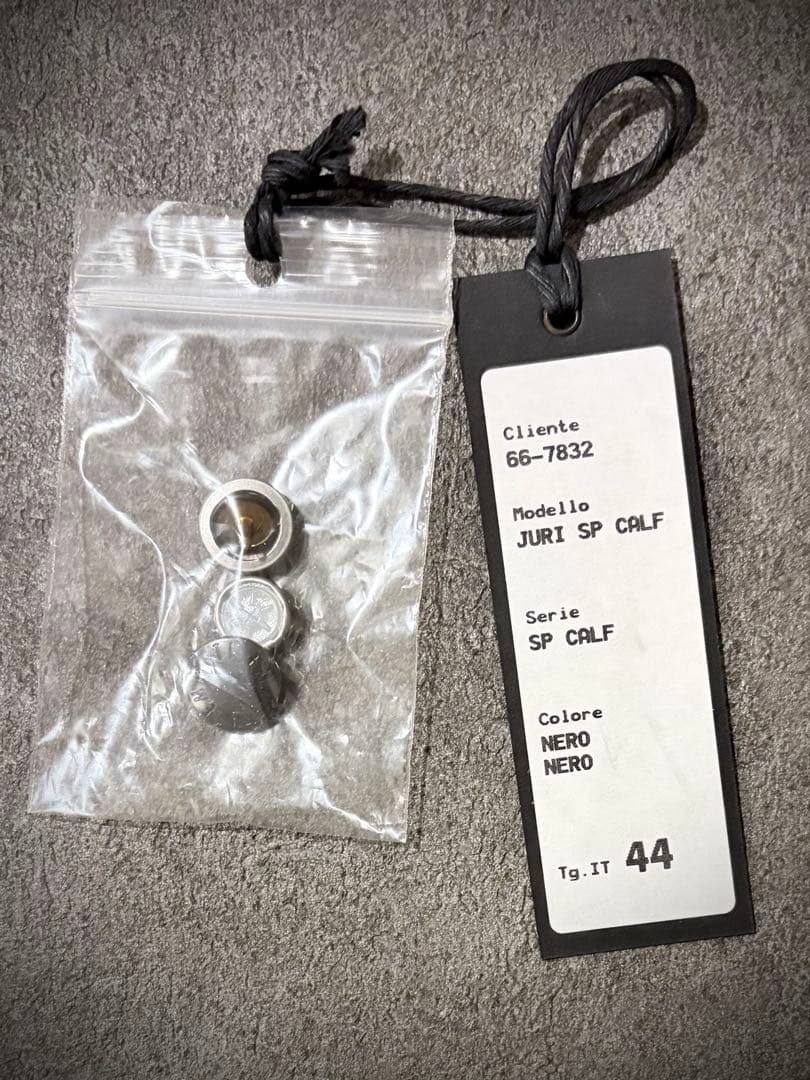 Cliente
66-7832
Modello
JURI SP CALF
Serie
SP CALF
Colore
NERO
NERO
Tg.IT 44